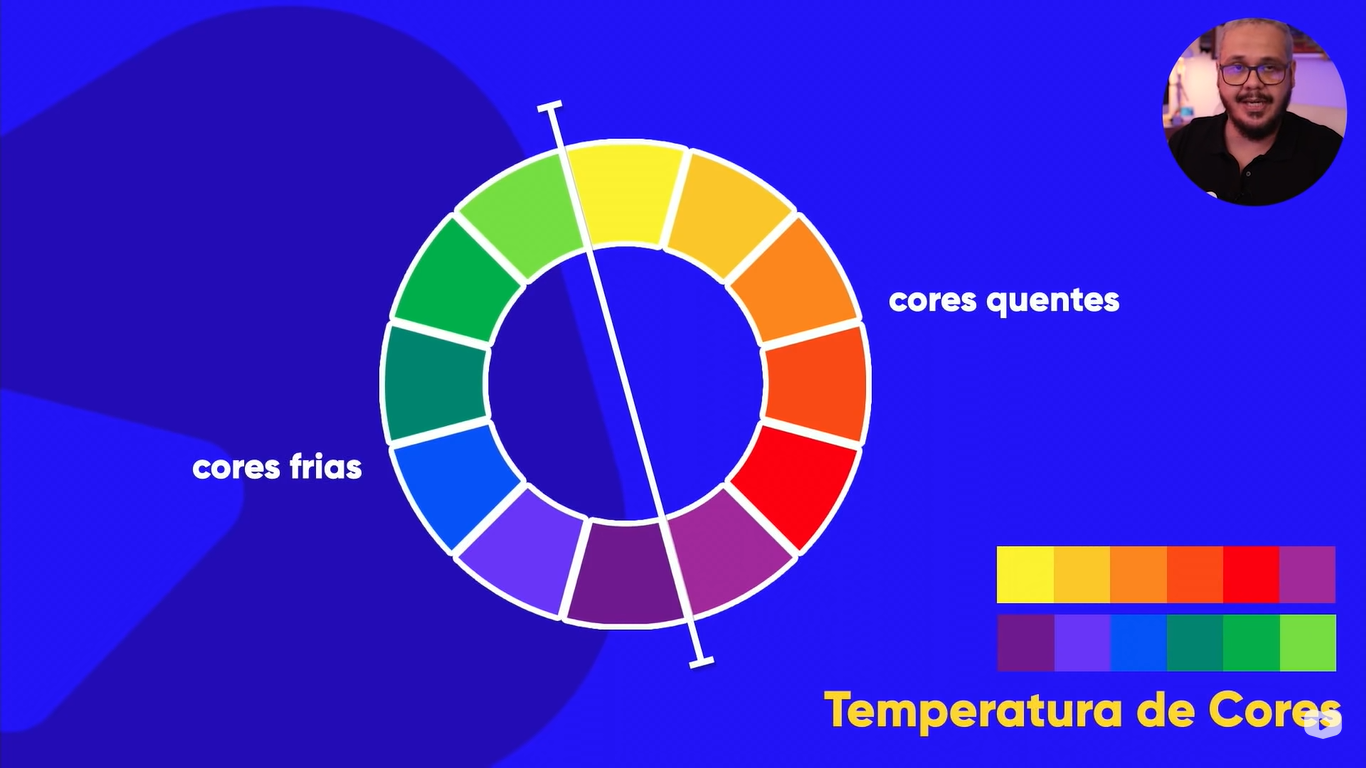 cores quentes
cores frias
Temperatura de Cores